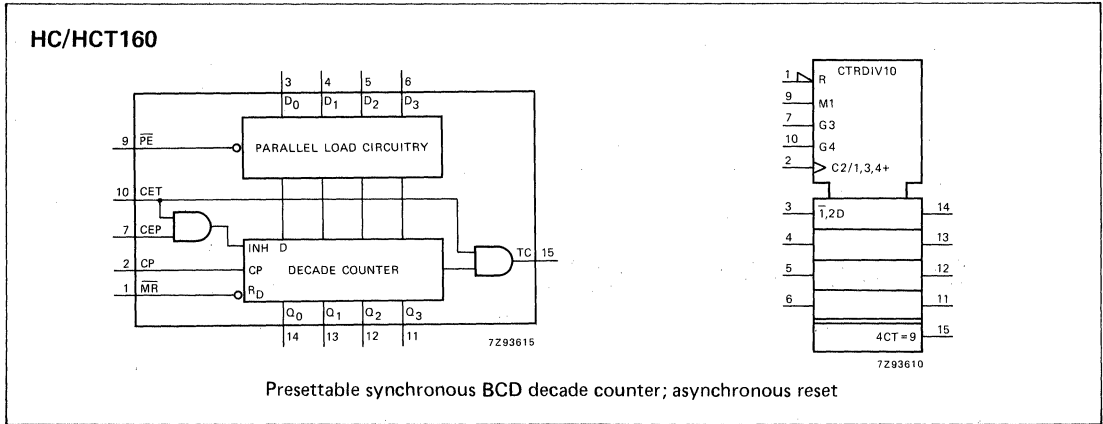 HC/HCT160
3 4 5 6
D0 D1 D2 D3
9 PE
PARALLEL LOAD CIRCUITRY
10 CET
7 CEP
INH D
2 CP
CP DECADE COUNTER
1 MR
RD
TC 15
Q0 Q1 Q2 Q3
14 13 12 11
7Z93615
CTRDIV10
1 R
9 M1
7 G3
10 G4
2 C2/1,3,4+
3 1̅,2D 14
4 13
5 12
6 11
4CT=9 15
7Z93610
Presettable synchronous BCD decade counter; asynchronous reset